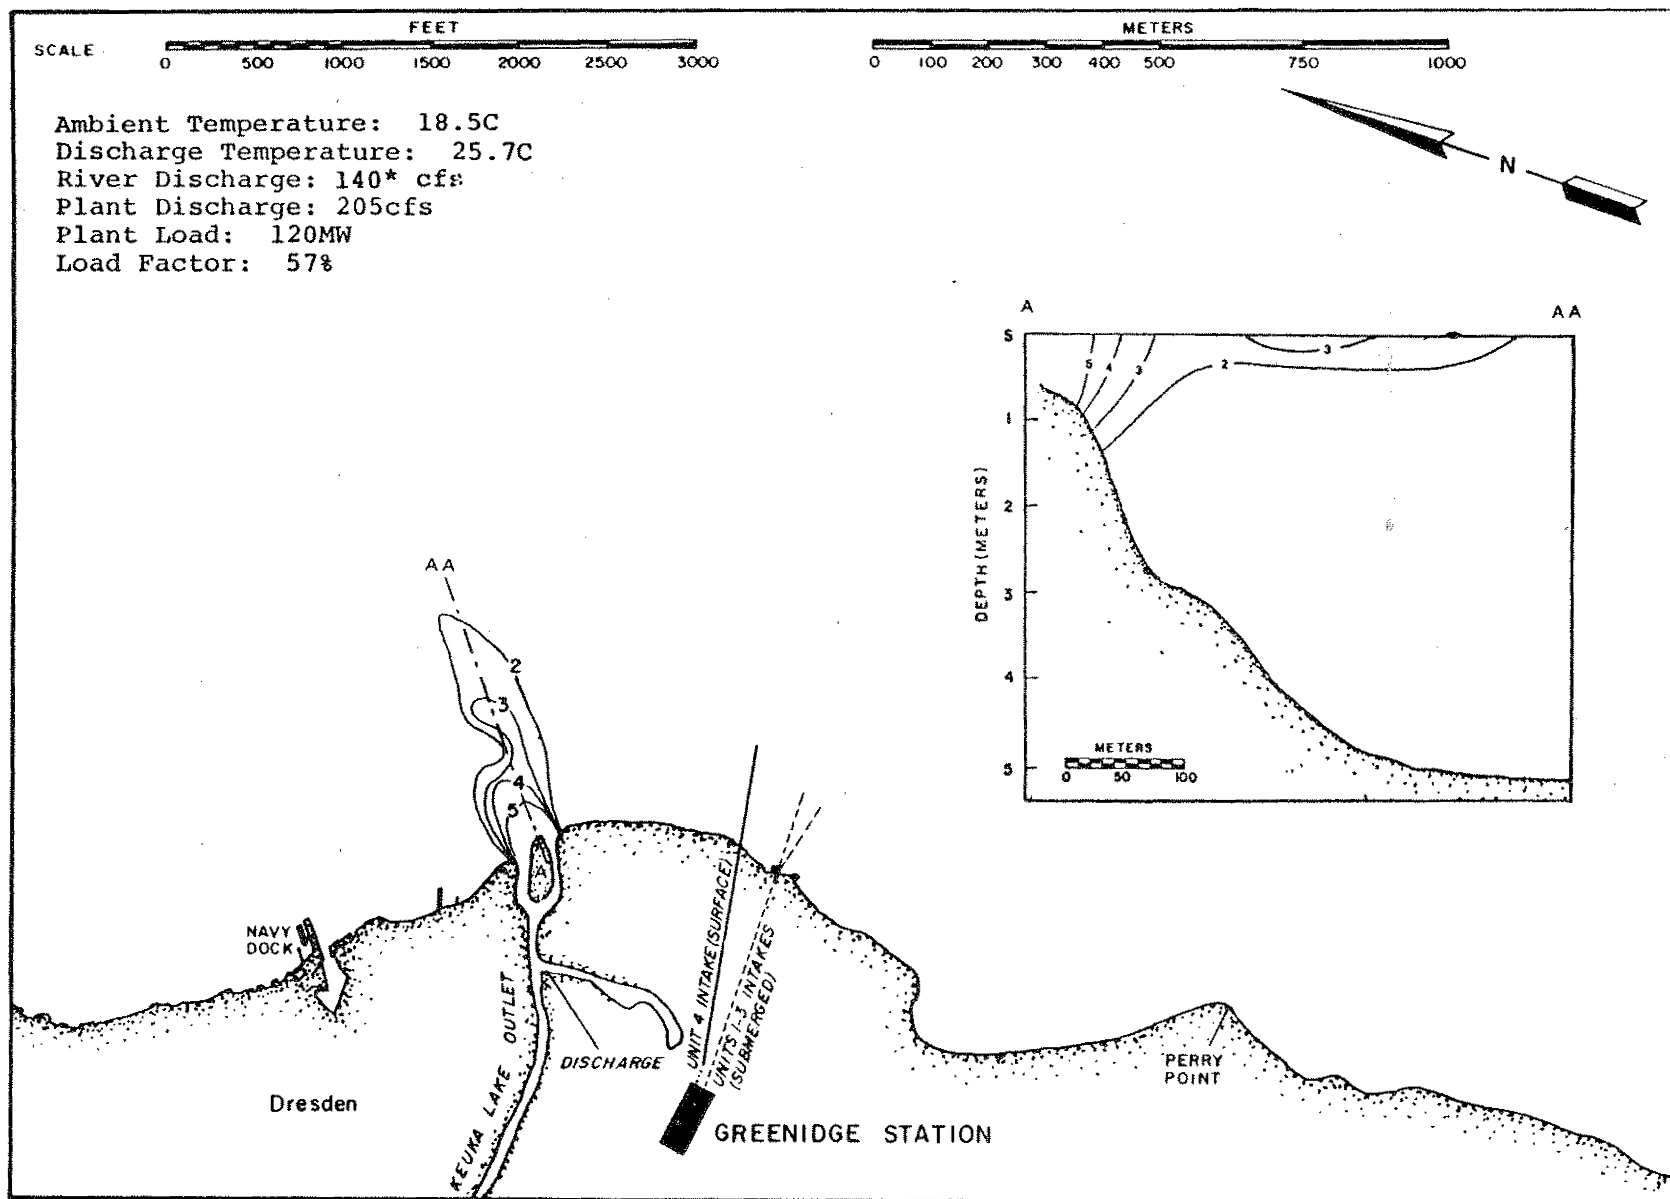 FEET
METERS
SCALE
0 500 1000 1500 2000 2500 3000
0 100 200 300 400 500 750 1000
Ambient Temperature: 18.5C
Discharge Temperature: 25.7C
River Discharge: 140* cfs
Plant Discharge: 205cfs
Plant Load: 120MW
Load Factor: 57%
N
A
AA
S
5 4 3 2 3
1
2
3
4
5
DEPTH (METERS)
METERS
0 50 100
AA
2
3
4
5
A
NAVY
DOCK
KEUKA LAKE OUTLET
DISCHARGE
UNIT 4 INTAKE (SURFACE)
UNITS 1-3 INTAKES
(SUBMERGED)
PERRY
POINT
Dresden
GREENIDGE STATION